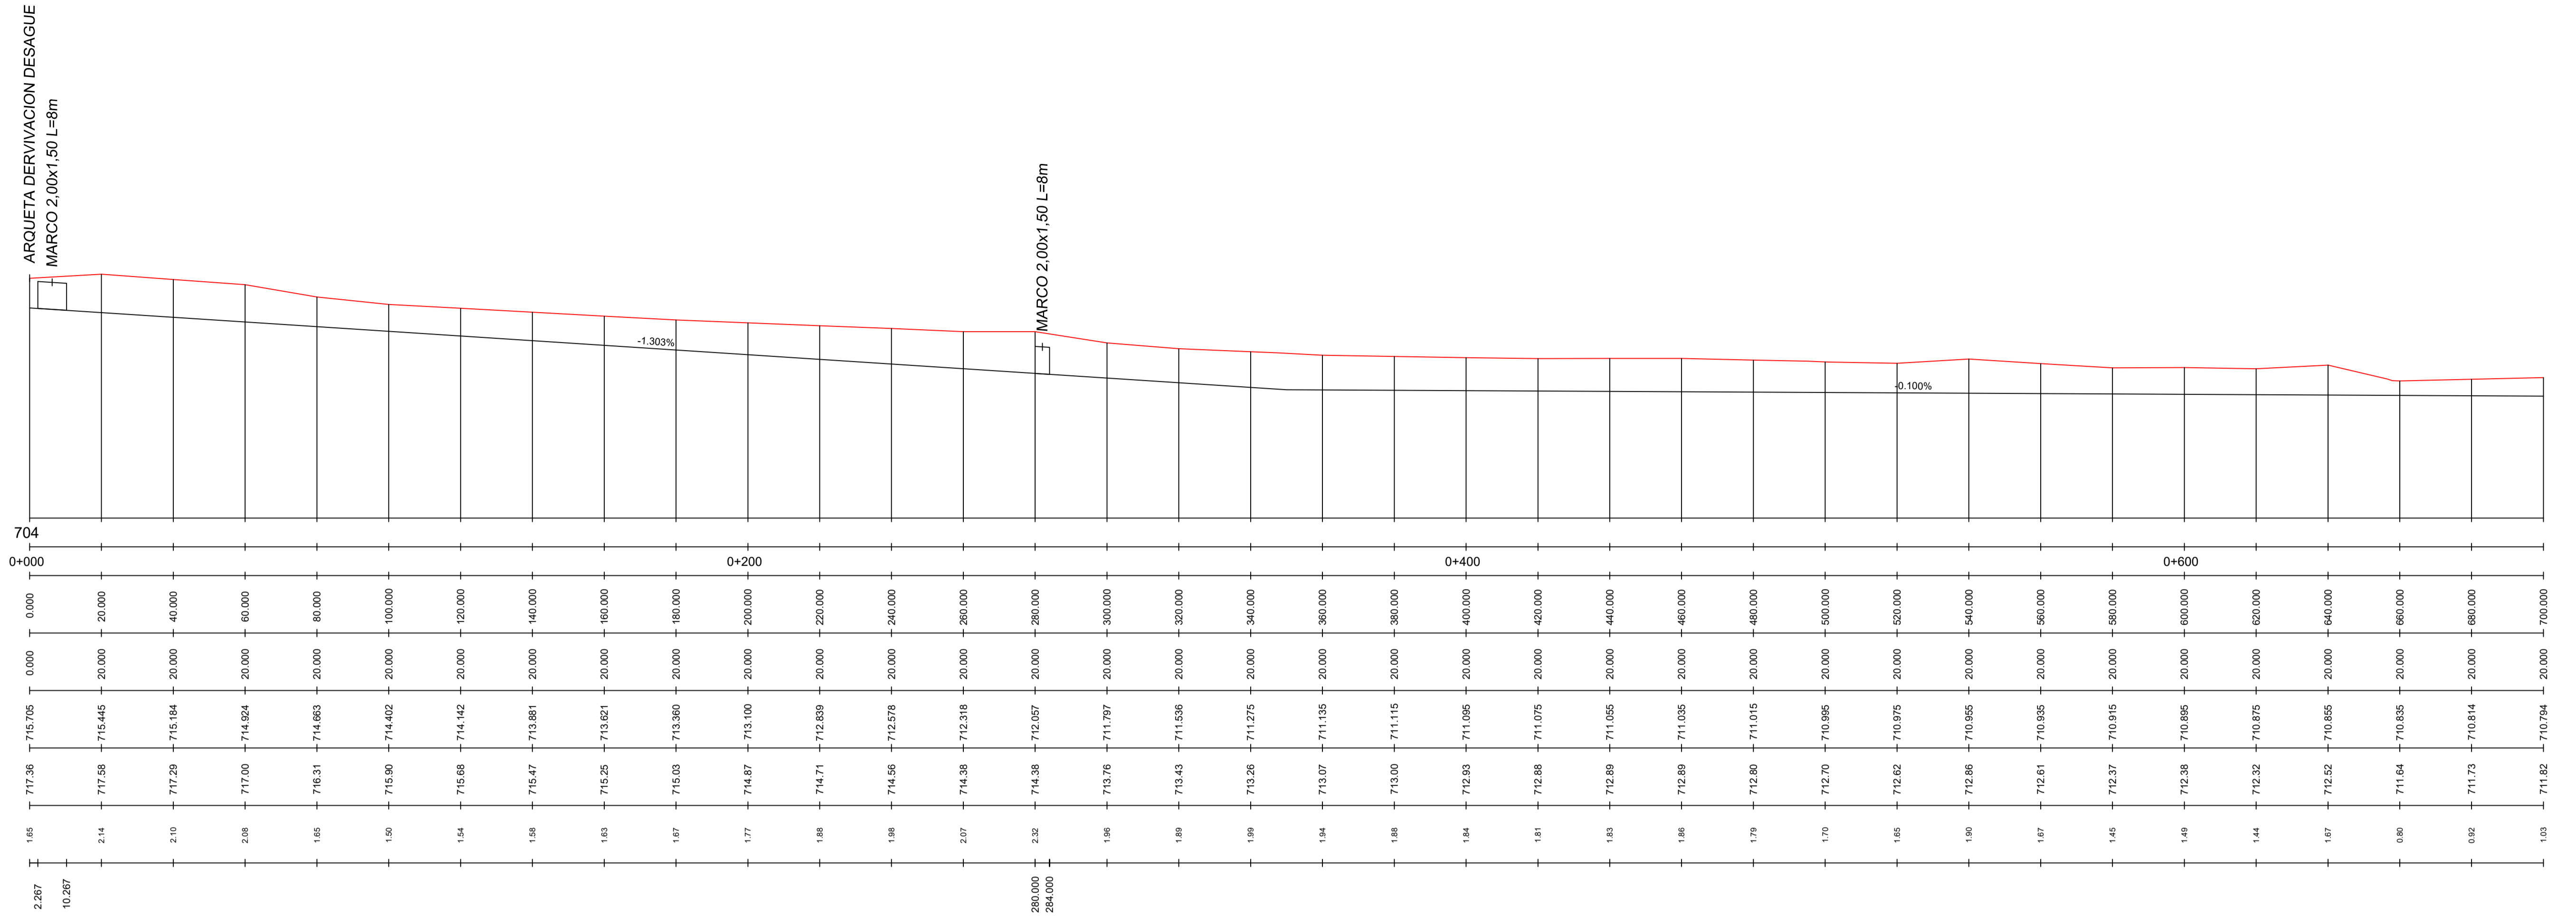 ARQUETA DERVIVACION DESAGUE
MARCO 2,00x1,50 L=8m
MARCO 2,00x1,50 L=8m
-1.303%
-0.100%
704
0+000 0+200 0+400 0+600
0.000 20.000 40.000 60.000 80.000 100.000 120.000 140.000 160.000 180.000 200.000 220.000 240.000 260.000 280.000 300.000 320.000 340.000 360.000 380.000 400.000 420.000 440.000 460.000 480.000 500.000 520.000 540.000 560.000 580.000 600.000 620.000 640.000 660.000 680.000 700.000
0.000 20.000 20.000 20.000 20.000 20.000 20.000 20.000 20.000 20.000 20.000 20.000 20.000 20.000 20.000 20.000 20.000 20.000 20.000 20.000 20.000 20.000 20.000 20.000 20.000 20.000 20.000 20.000 20.000 20.000 20.000 20.000 20.000 20.000 20.000 20.000
715.705 715.445 715.184 714.924 714.663 714.402 714.142 713.881 713.621 713.360 713.100 712.839 712.578 712.318 712.057 711.797 711.536 711.275 711.135 711.115 711.095 711.075 711.055 711.035 711.015 710.995 710.975 710.955 710.935 710.915 710.895 710.875 710.855 710.835 710.814 710.794
717.36 717.58 717.29 717.00 716.31 715.90 715.68 715.47 715.25 715.03 714.87 714.71 714.56 714.38 714.38 713.76 713.43 713.26 713.07 713.00 712.93 712.88 712.89 712.89 712.80 712.70 712.62 712.86 712.61 712.37 712.38 712.32 712.52 711.64 711.73 711.82
1.65 2.14 2.10 2.08 1.65 1.50 1.54 1.58 1.63 1.67 1.77 1.88 1.98 2.07 2.32 1.96 1.89 1.99 1.94 1.88 1.84 1.81 1.83 1.86 1.79 1.70 1.65 1.90 1.67 1.45 1.49 1.44 1.67 0.80 0.92 1.03
2.267 10.267 280.000 284.000